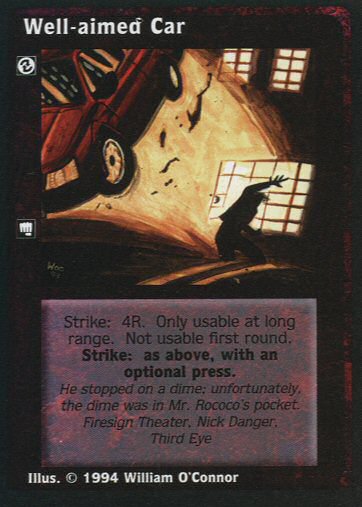 Well-aimed Car
Strike: 4R. Only usable at long
range. Not usable first round.
Strike: as above, with an
optional press.
He stopped on a dime; unfortunately,
the dime was in Mr. Rococo's pocket.
Firesign Theater, Nick Danger,
Third Eye
Illus. © 1994 William O'Connor